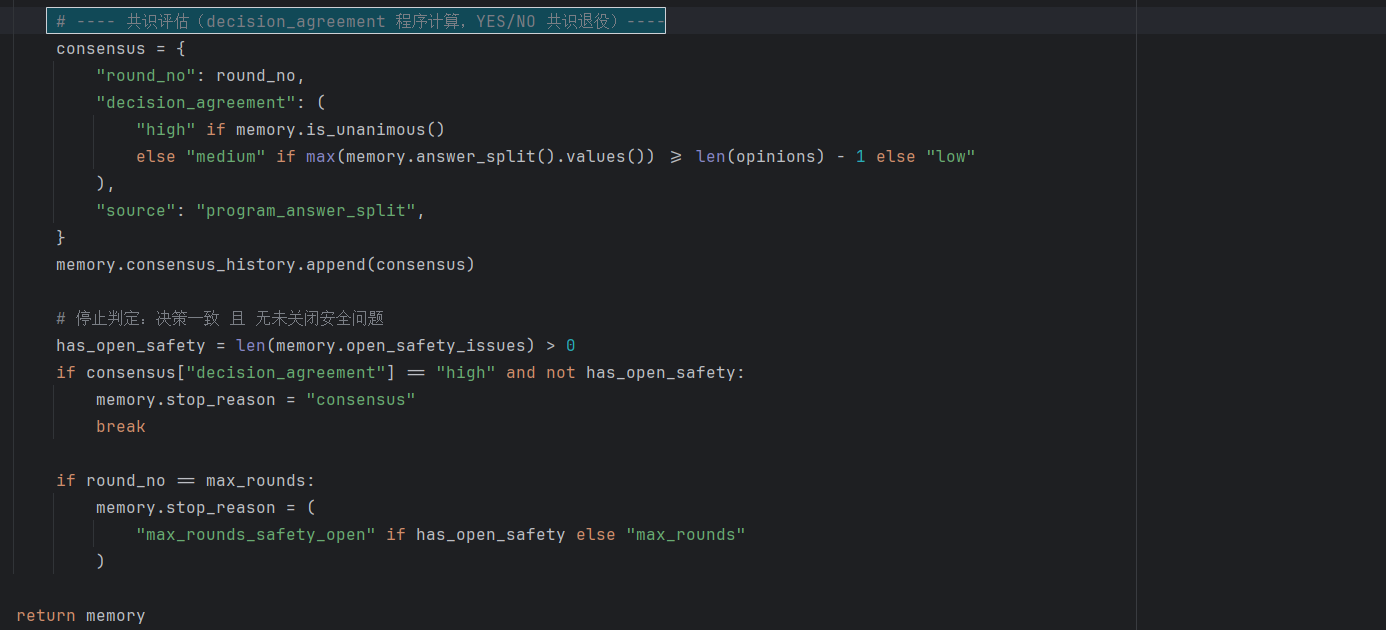 # ---- 共识评估（decision_agreement 程序计算，YES/NO 共识退役）----
consensus = {
    "round_no": round_no,
    "decision_agreement": (
        "high" if memory.is_unanimous()
        else "medium" if max(memory.answer_split().values()) >= len(opinions) - 1 else "low"
    ),
    "source": "program_answer_split",
}
memory.consensus_history.append(consensus)
# 停止判定：决策一致 且 无未关闭安全问题
has_open_safety = len(memory.open_safety_issues) > 0
if consensus["decision_agreement"] == "high" and not has_open_safety:
    memory.stop_reason = "consensus"
    break
if round_no == max_rounds:
    memory.stop_reason = (
        "max_rounds_safety_open" if has_open_safety else "max_rounds"
    )
return memory